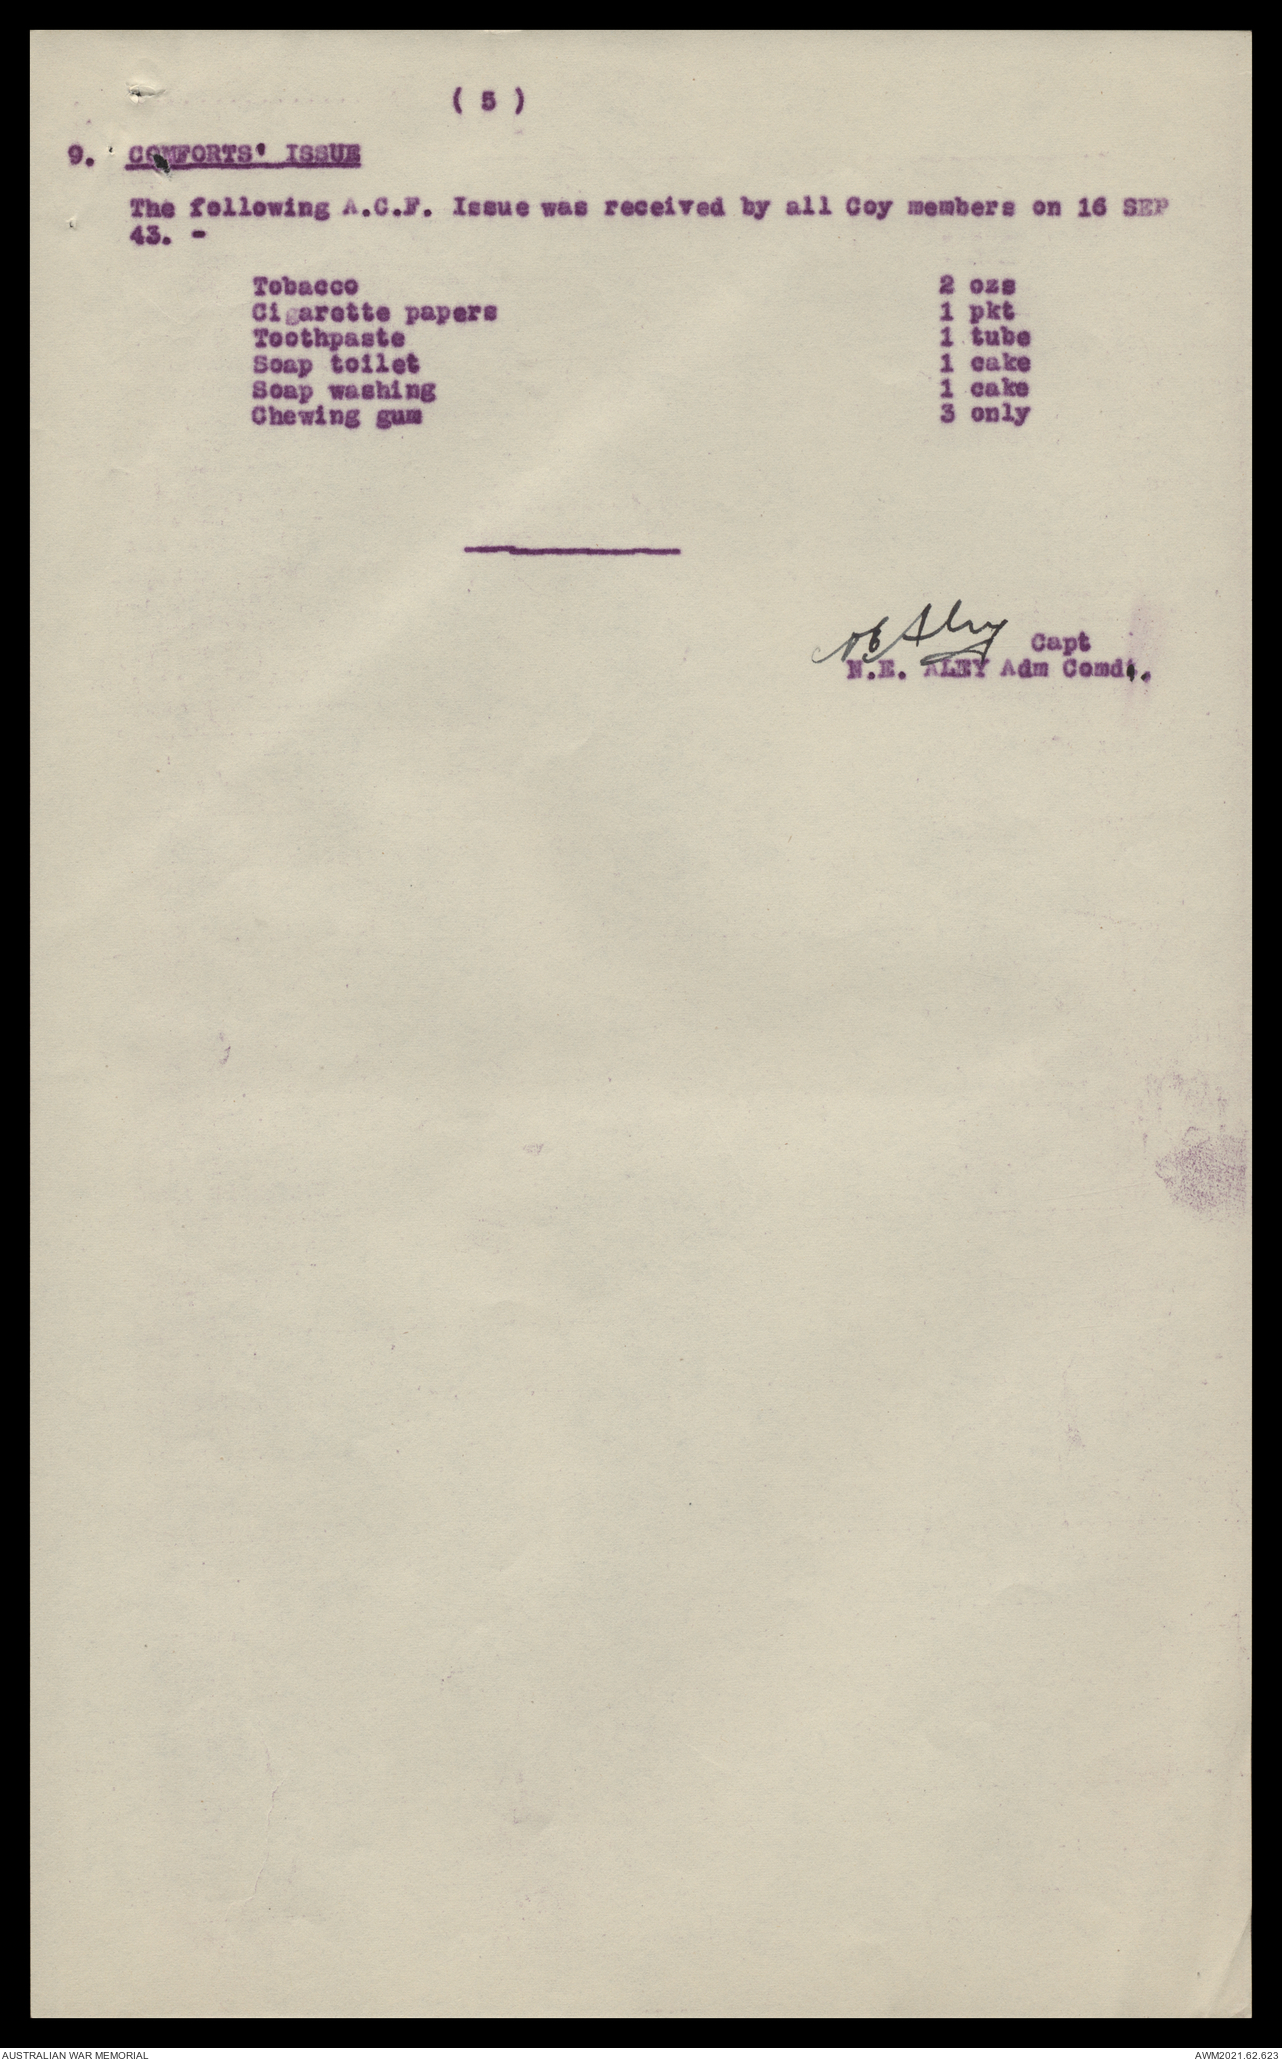 ( 5 )
9. COMFORTS' ISSUE
The following A.C.F. Issue was received by all Coy members on 16 SEP
43. -
Tobacco 2 ozs
Cigarette papers 1 pkt
Toothpaste 1 tube
Soap toilet 1 cake
Soap washing 1 cake
Chewing gum 3 only
NE Aley Capt
N.E. ALEY Adm Comdt.
AUSTRALIAN WAR MEMORIAL AWM2021.62.623